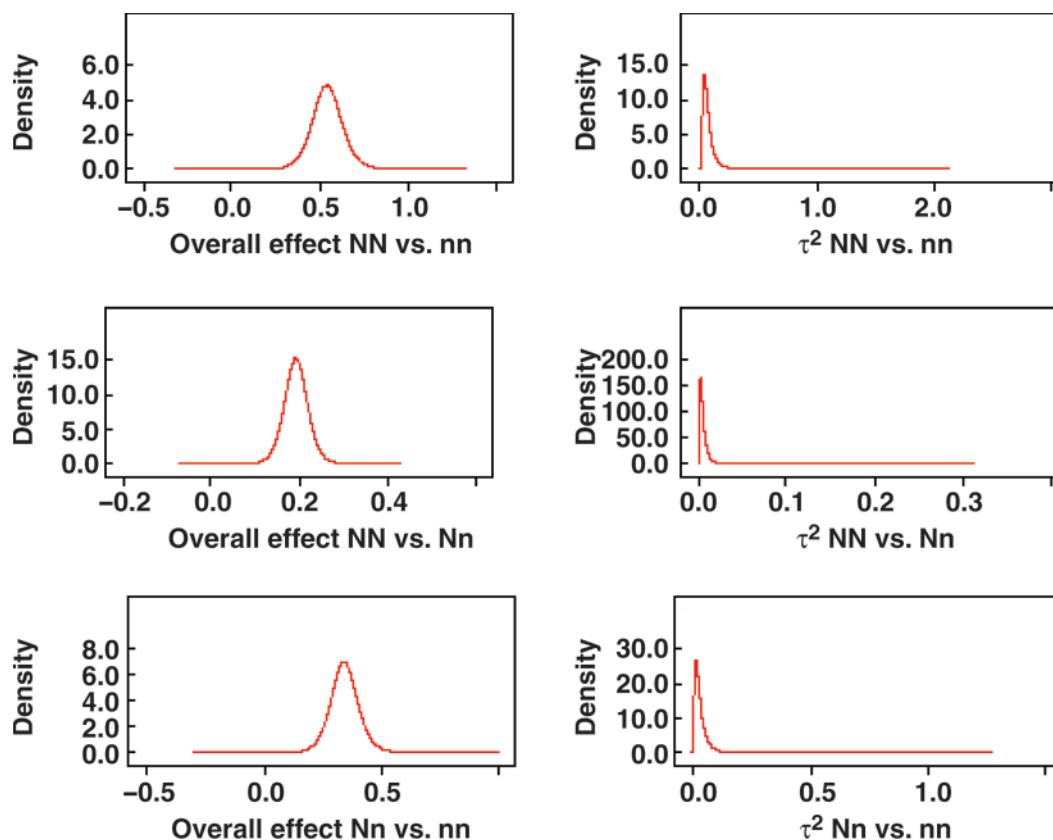 Density
6.0
4.0
2.0
0.0
−0.5 0.0 0.5 1.0
Overall effect NN vs. nn
Density
15.0
10.0
5.0
0.0
0.0 1.0 2.0
τ² NN vs. nn
Density
15.0
10.0
5.0
0.0
−0.2 0.0 0.2 0.4
Overall effect NN vs. Nn
Density
200.0
150.0
100.0
50.0
0.0
0.0 0.1 0.2 0.3
τ² NN vs. Nn
Density
8.0
6.0
4.0
2.0
0.0
−0.5 0.0 0.5
Overall effect Nn vs. nn
Density
30.0
20.0
10.0
0.0
0.0 0.5 1.0
τ² Nn vs. nn